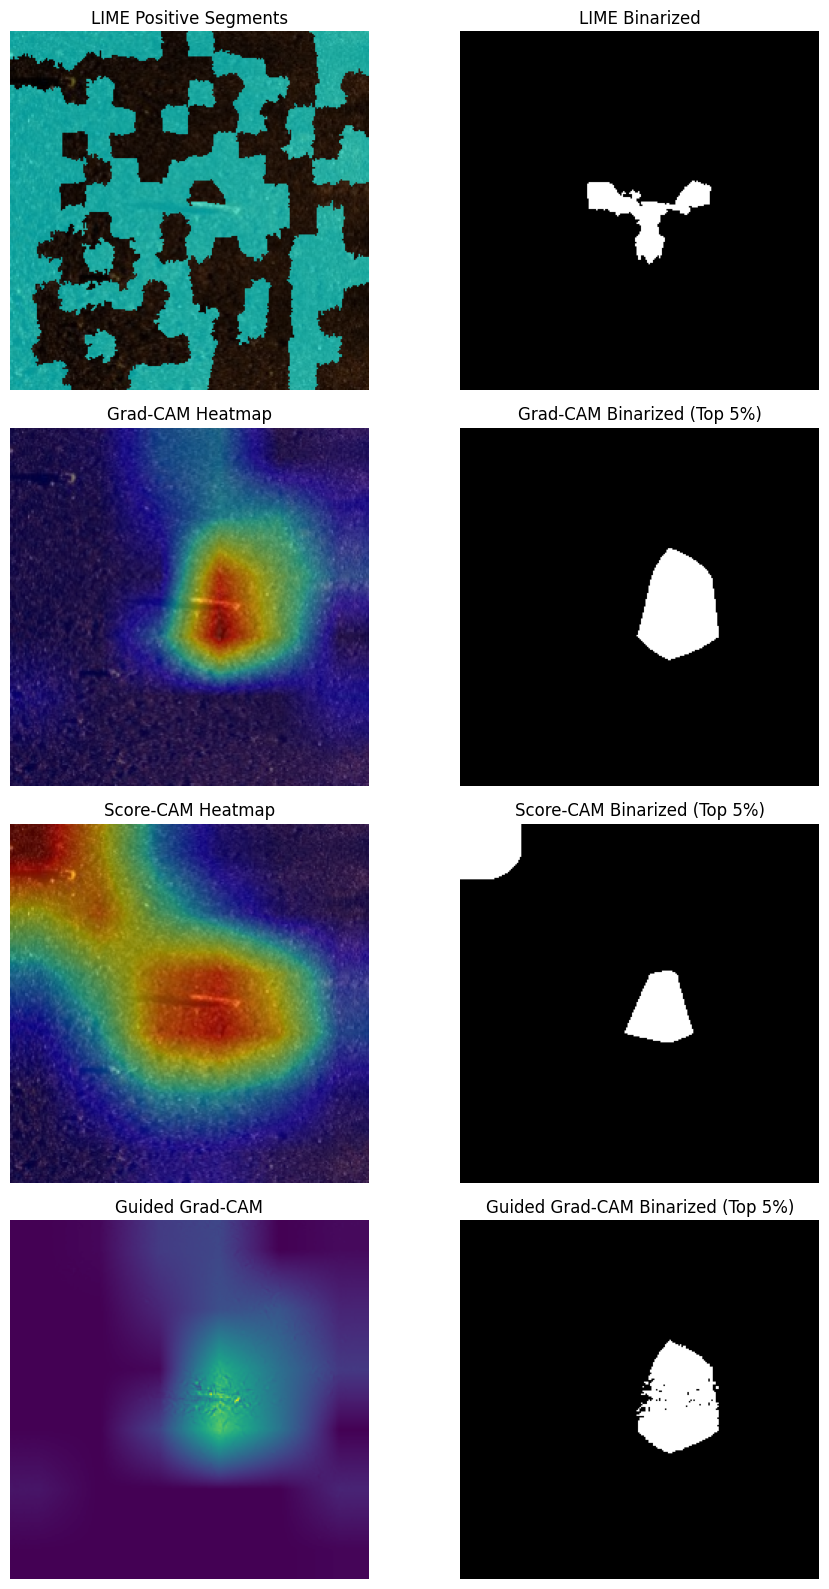 LIME Positive Segments
LIME Binarized
Grad-CAM Heatmap
Grad-CAM Binarized (Top 5%)
Score-CAM Heatmap
Score-CAM Binarized (Top 5%)
Guided Grad-CAM
Guided Grad-CAM Binarized (Top 5%)